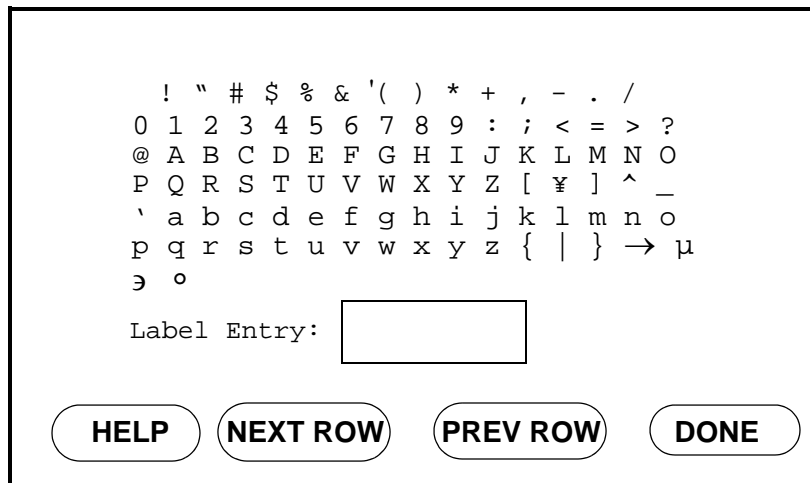 ! " # $ % & '( ) * + , - . /
0 1 2 3 4 5 6 7 8 9 : ; < = > ?
@ A B C D E F G H I J K L M N O
P Q R S T U V W X Y Z [ ¥ ] ^ _
‛ a b c d e f g h i j k l m n o
p q r s t u v w x y z { | } → µ
϶ °
Label Entry:
HELP NEXT ROW PREV ROW DONE